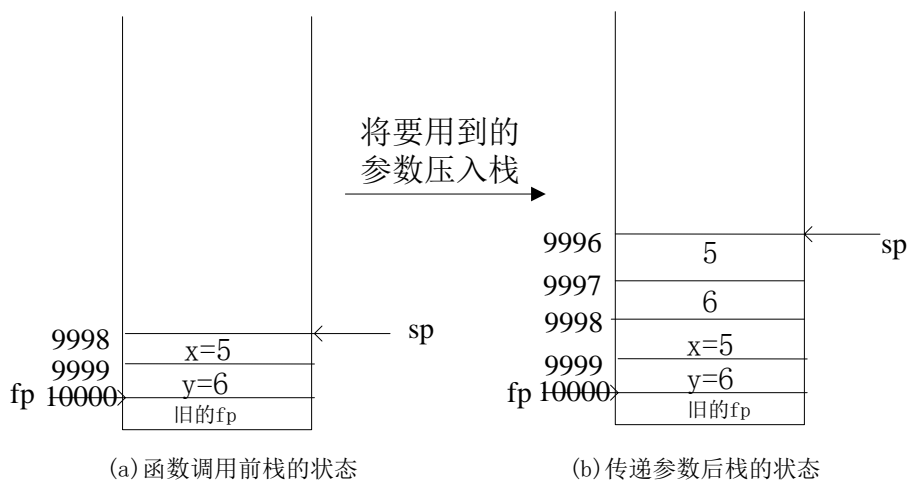 将要用到的
参数压入栈
9998
sp
x=5
9999
y=6
fp 10000
旧的fp
9996
sp
5
9997
6
9998
x=5
9999
y=6
fp 10000
旧的fp
(a)函数调用前栈的状态
(b)传递参数后栈的状态